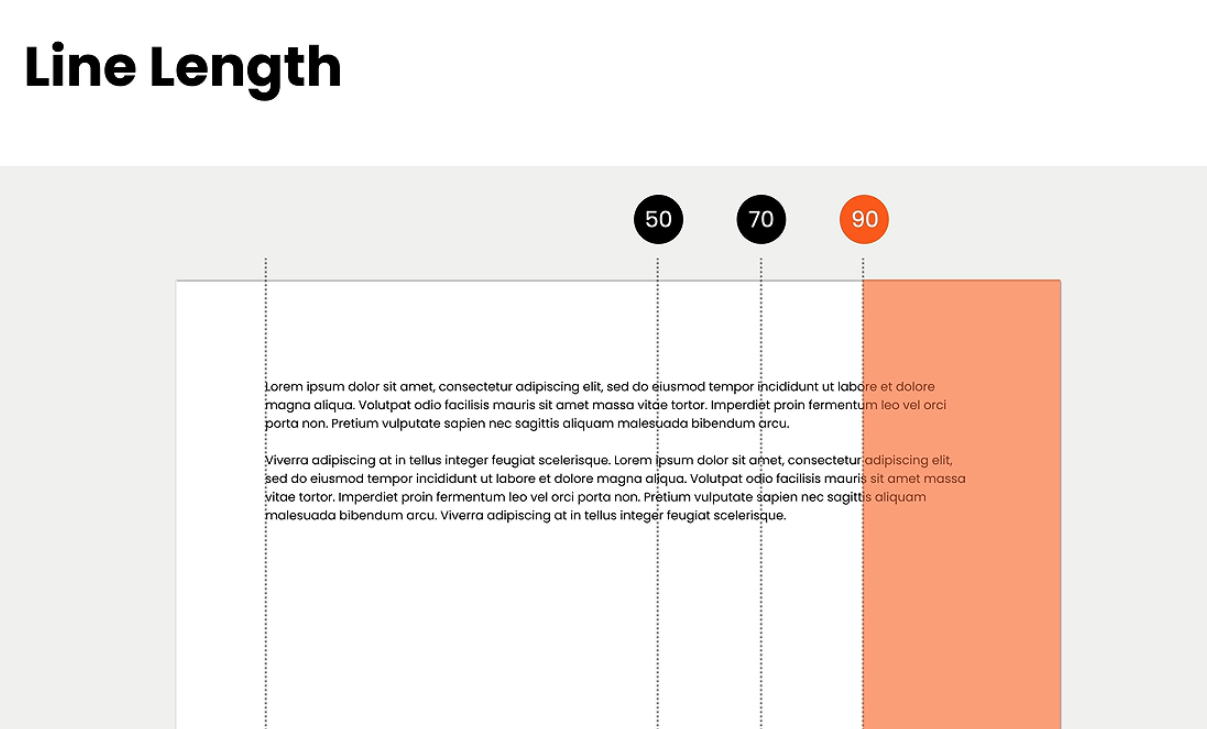 Line Length
50 70 90
Lorem ipsum dolor sit amet, consectetur adipiscing elit, sed do eiusmod tempor incididunt ut labore et dolore
magna aliqua. Volutpat odio facilisis mauris sit amet massa vitae tortor. Imperdiet proin fermentum leo vel orci
porta non. Pretium vulputate sapien nec sagittis aliquam malesuada bibendum arcu.
Viverra adipiscing at in tellus integer feugiat scelerisque. Lorem ipsum dolor sit amet, consectetur adipiscing elit,
sed do eiusmod tempor incididunt ut labore et dolore magna aliqua. Volutpat odio facilisis mauris sit amet massa
vitae tortor. Imperdiet proin fermentum leo vel orci porta non. Pretium vulputate sapien nec sagittis aliquam
malesuada bibendum arcu. Viverra adipiscing at in tellus integer feugiat scelerisque.